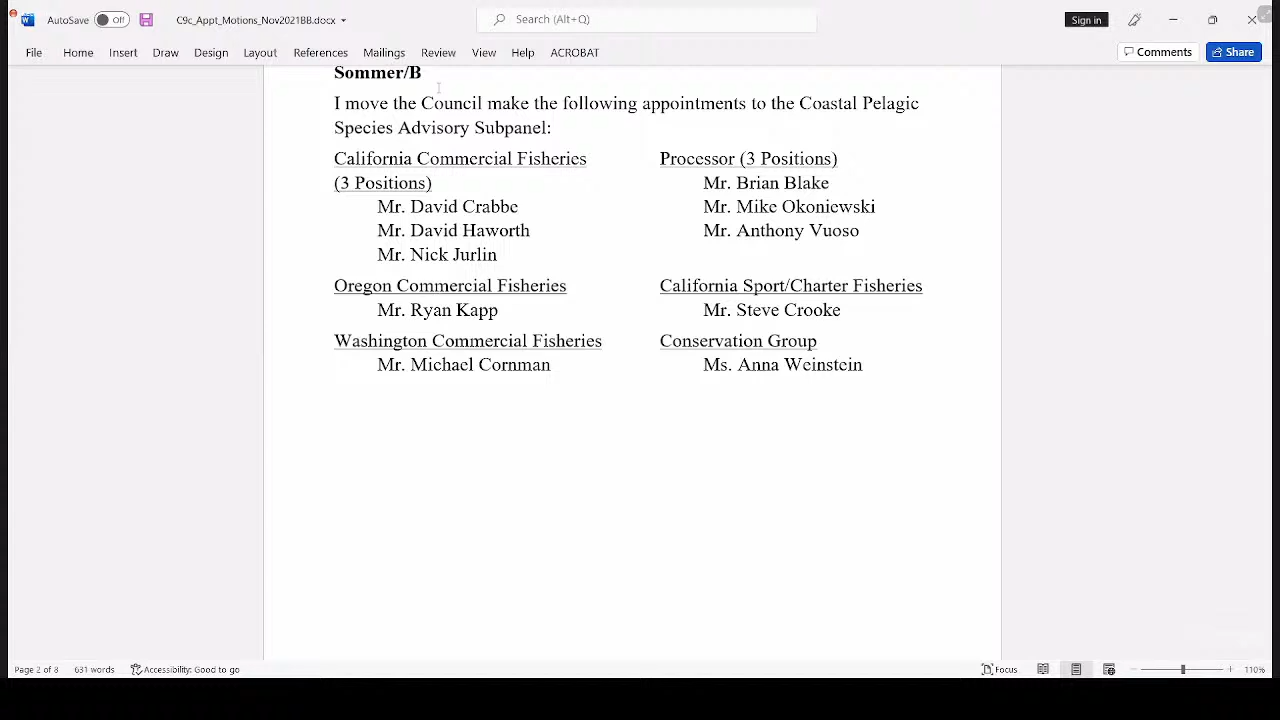 AutoSave Off C9c_Appt_Motions_Nov2021BB.docx Search (Alt+Q) Sign in
File Home Insert Draw Design Layout References Mailings Review View Help ACROBAT Comments Share
Sommer/B
I move the Council make the following appointments to the Coastal Pelagic
Species Advisory Subpanel:
California Commercial Fisheries
(3 Positions)
Mr. David Crabbe
Mr. David Haworth
Mr. Nick Jurlin
Processor (3 Positions)
Mr. Brian Blake
Mr. Mike Okoniewski
Mr. Anthony Vuoso
Oregon Commercial Fisheries
Mr. Ryan Kapp
California Sport/Charter Fisheries
Mr. Steve Crooke
Washington Commercial Fisheries
Mr. Michael Cornman
Conservation Group
Ms. Anna Weinstein
Page 2 of 8 631 words Accessibility: Good to go Focus 110%